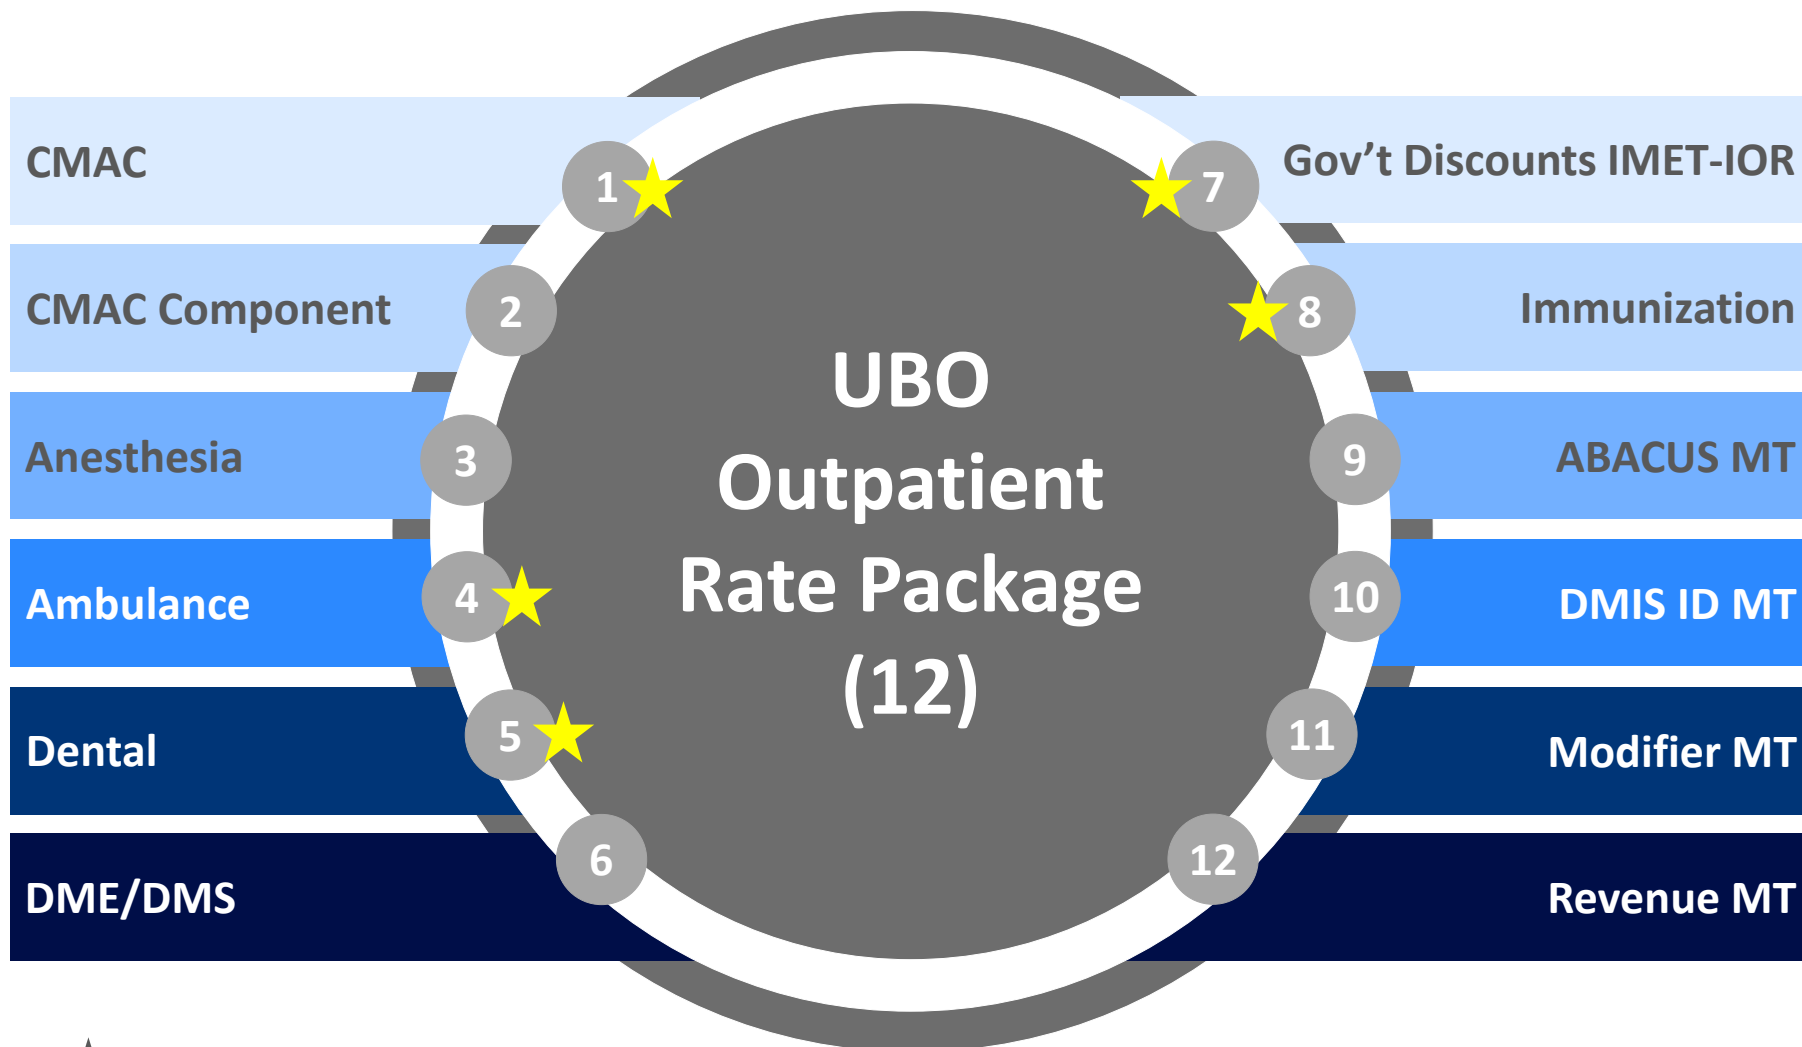 CMAC
1
CMAC Component
2
Anesthesia
3
Ambulance
4
Dental
5
DME/DMS
6
UBO
Outpatient
Rate Package
(12)
7
Gov’t Discounts IMET-IOR
8
Immunization
9
ABACUS MT
10
DMIS ID MT
11
Modifier MT
12
Revenue MT